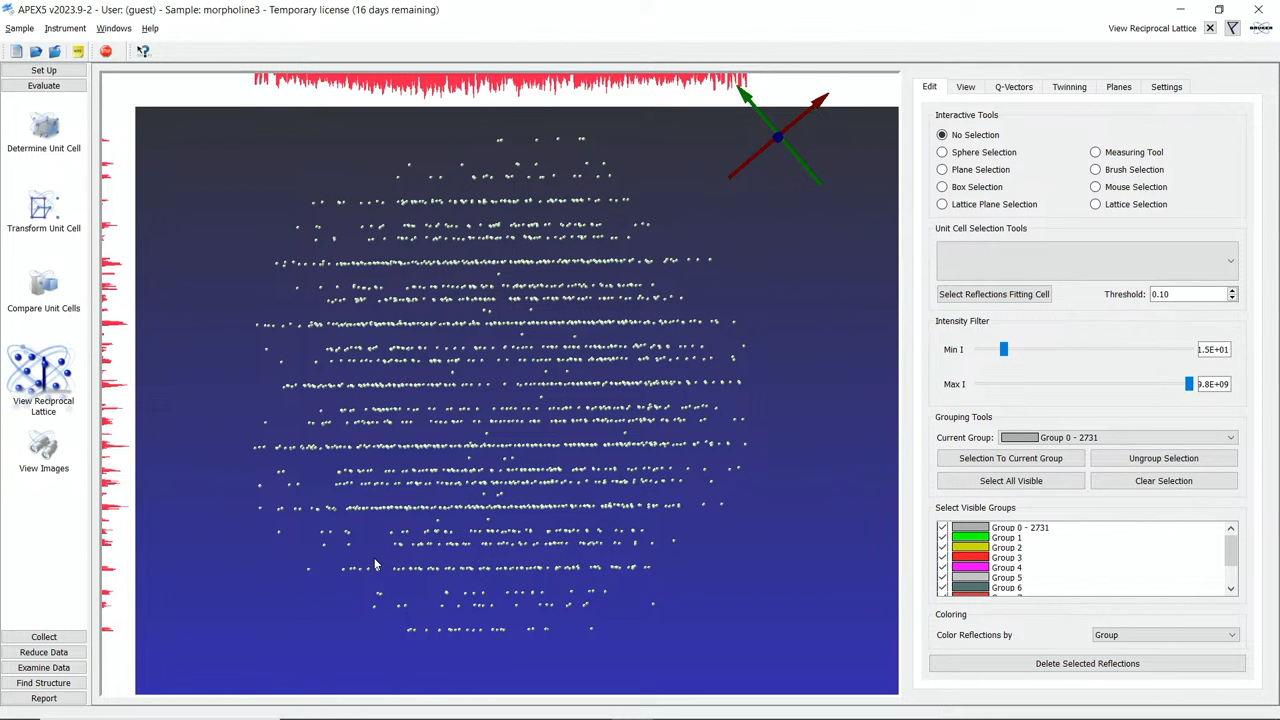 APEX5 v2023.9-2 - User: (guest) - Sample: morpholine3 - Temporary license (16 days remaining)
Sample Instrument Windows Help
View Reciprocal Lattice
BRUKER
STOP
Set Up
Evaluate
Determine Unit Cell
Transform Unit Cell
Compare Unit Cells
View Reciprocal
Lattice
View Images
Collect
Reduce Data
Examine Data
Find Structure
Report
Edit View Q-Vectors Twinning Planes Settings
Interactive Tools
No Selection
Sphere Selection Measuring Tool
Plane Selection Brush Selection
Box Selection Mouse Selection
Lattice Plane Selection Lattice Selection
Unit Cell Selection Tools
Select Reflections Fitting Cell Threshold: 0.10
Intensity Filter
Min I 1.5E+01
Max I 9.8E+09
Grouping Tools
Current Group: Group 0 - 2731
Selection To Current Group Ungroup Selection
Select All Visible Clear Selection
Select Visible Groups
Group 0 - 2731
Group 1
Group 2
Group 3
Group 4
Group 5
Group 6
Coloring
Color Reflections by Group
Delete Selected Reflections